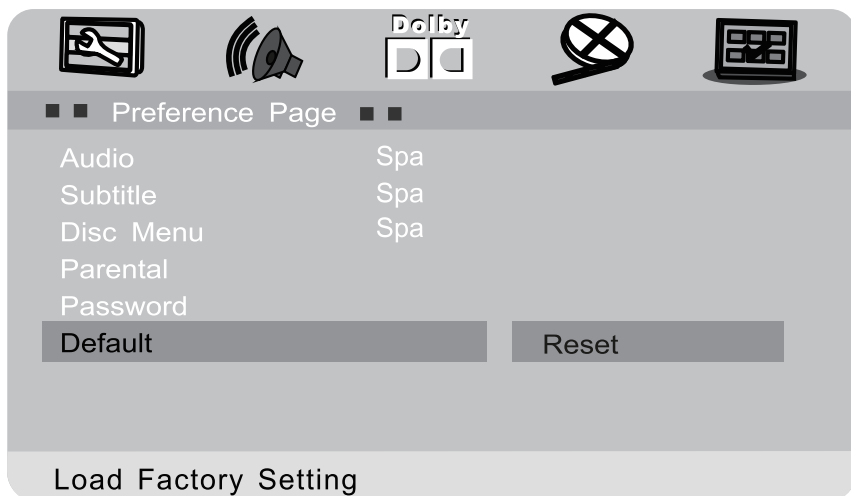 Dolby
Preference Page
Audio Spa
Subtitle Spa
Disc Menu Spa
Parental
Password
Default Reset
Load Factory Setting